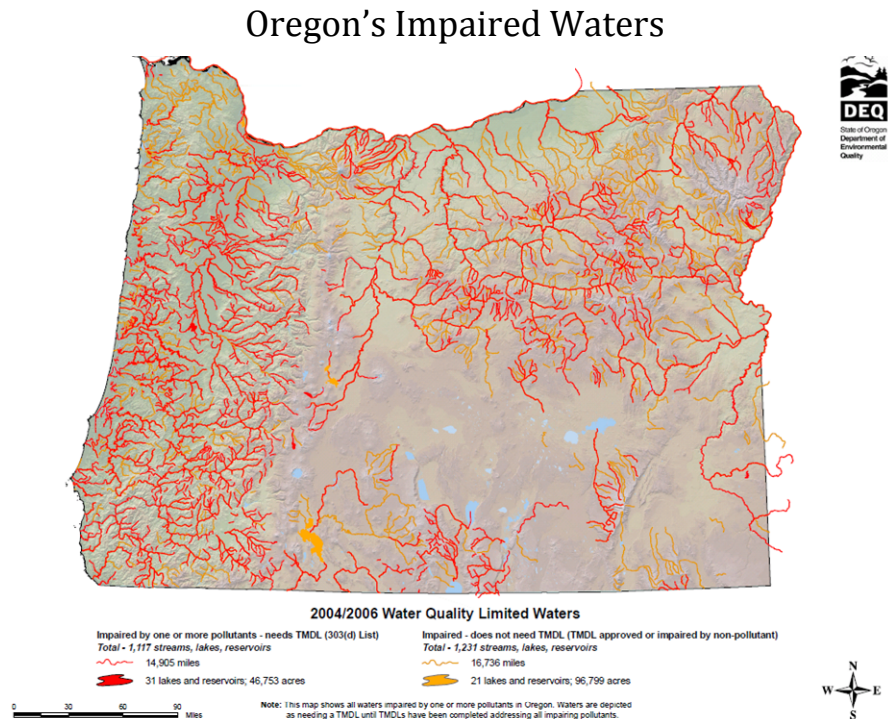 Oregon's Impaired Waters
DEQ
State of Oregon
Department of
Environmental
Quality
2004/2006 Water Quality Limited Waters
Impaired by one or more pollutants - needs TMDL (303(d) List)
Total - 1,117 streams, lakes, reservoirs
14,905 miles
31 lakes and reservoirs; 46,753 acres
Impaired - does not need TMDL (TMDL approved or impaired by non-pollutant)
Total - 1,231 streams, lakes, reservoirs
16,736 miles
21 lakes and reservoirs; 96,799 acres
0 30 60 90
Miles
Note: This map shows all waters impaired by one or more pollutants in Oregon. Waters are depicted
as needing a TMDL until TMDLs have been completed addressing all impairing pollutants.
N
W E
S